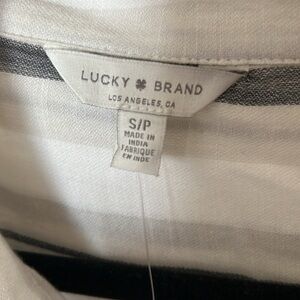 LUCKY BRAND
LOS ANGELES, CA
S/P
MADE IN
INDIA
FABRIQUE
EN INDE